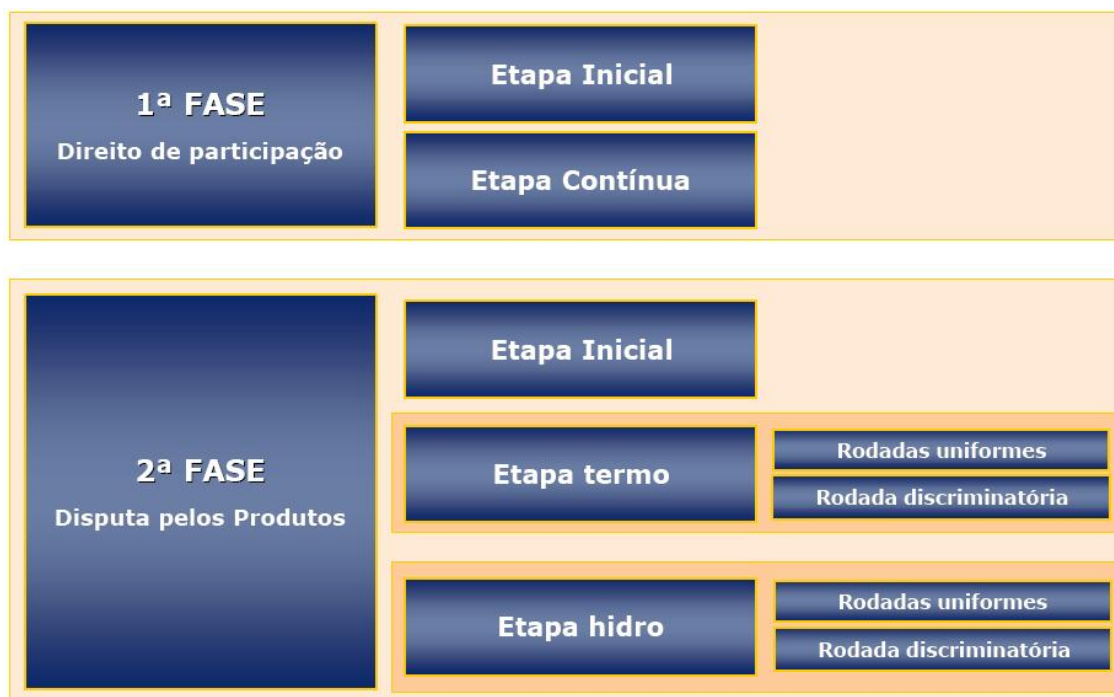 1ª FASE
Direito de participação
Etapa Inicial
Etapa Contínua
2ª FASE
Disputa pelos Produtos
Etapa Inicial
Etapa termo
Rodadas uniformes
Rodada discriminatória
Etapa hidro
Rodadas uniformes
Rodada discriminatória